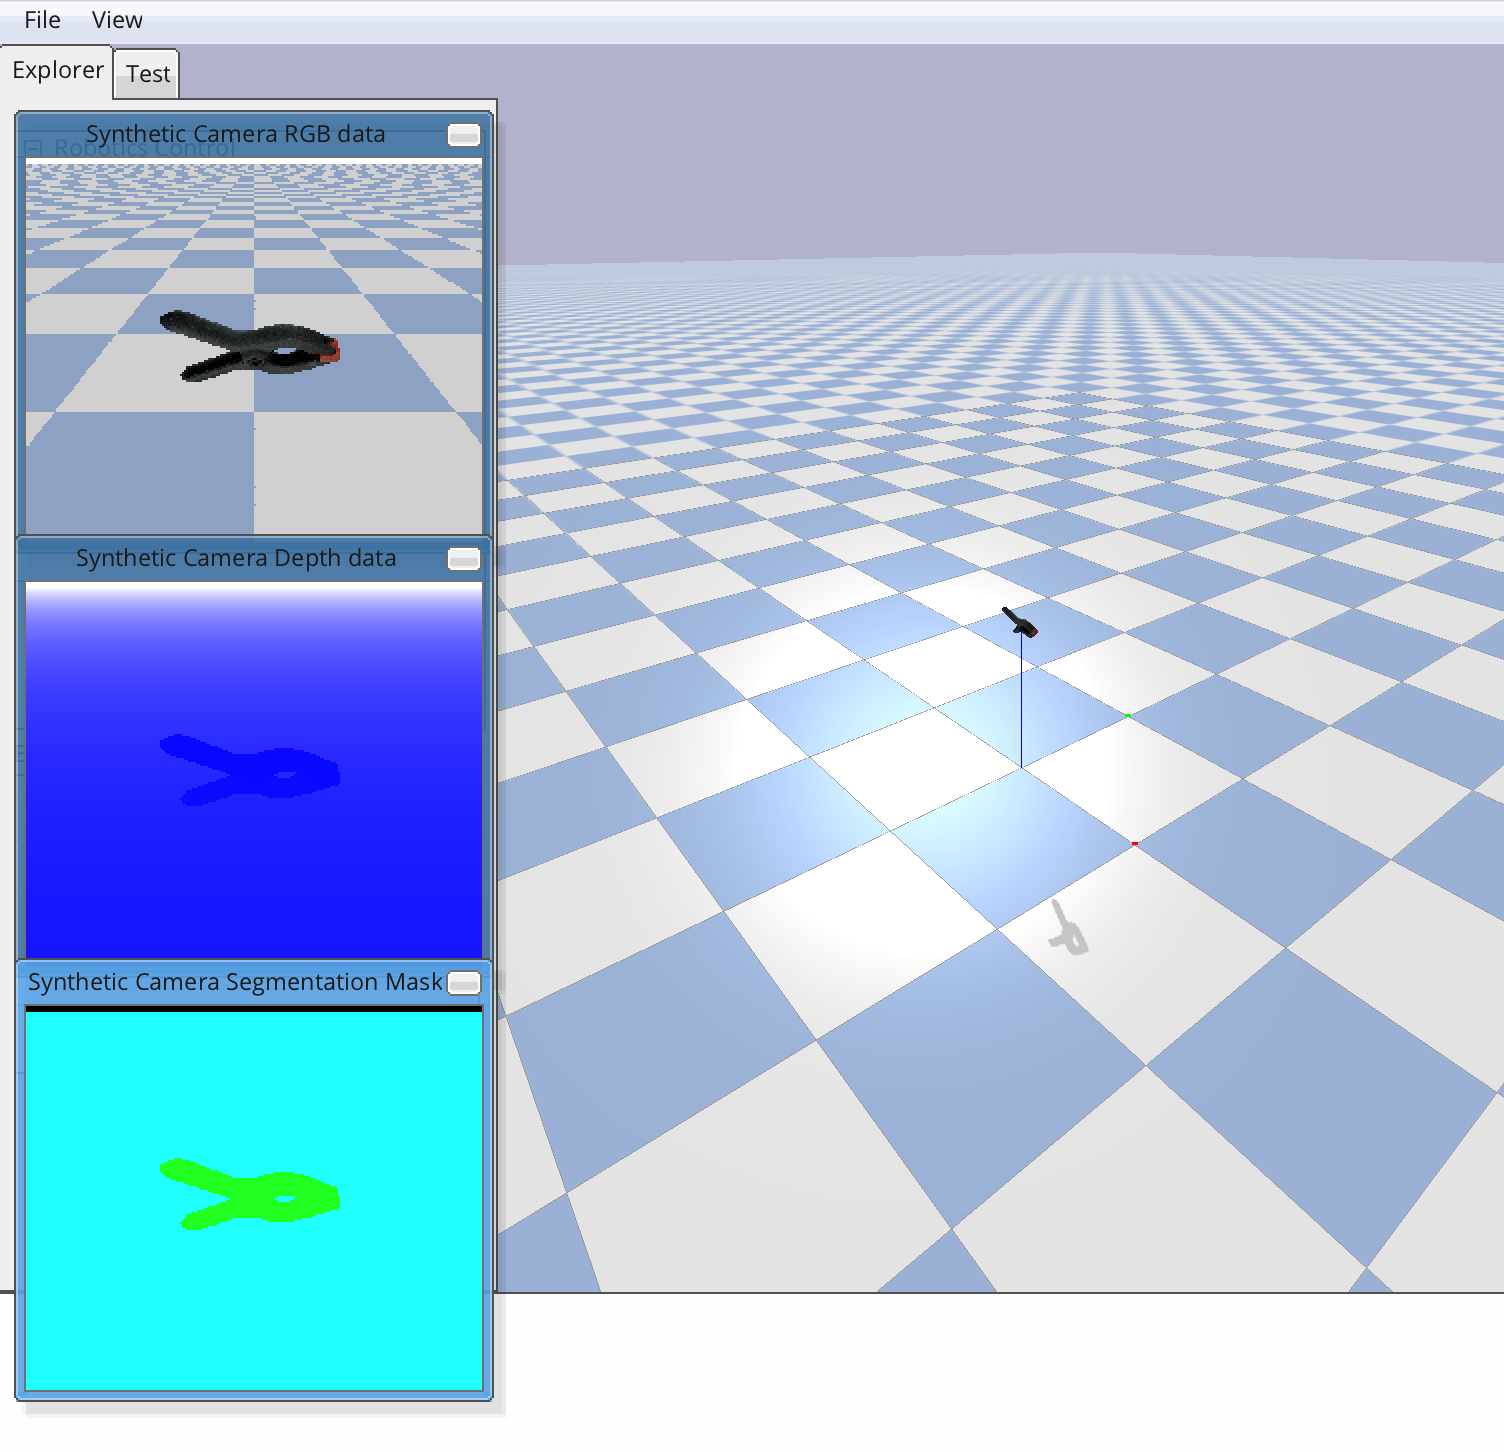 File View
Explorer Test
Synthetic Camera RGB data
Robotics Control
Synthetic Camera Depth data
Synthetic Camera Segmentation Mask